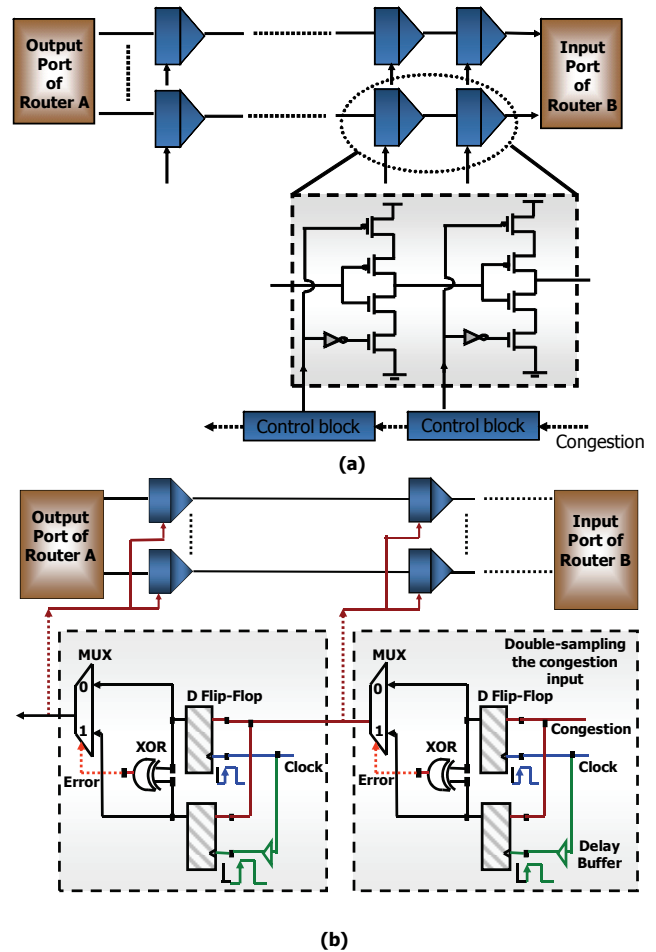 Output
Port of
Router A
Input
Port
of
Router B
Control block
Control block
Congestion
(a)
Output
Port of
Router A
Input
Port of
Router B
MUX
0
1
XOR
Error
D Flip-Flop
Clock
Double-sampling
the congestion
input
MUX
0
1
XOR
Error
D Flip-Flop
Congestion
Clock
Delay
Buffer
(b)